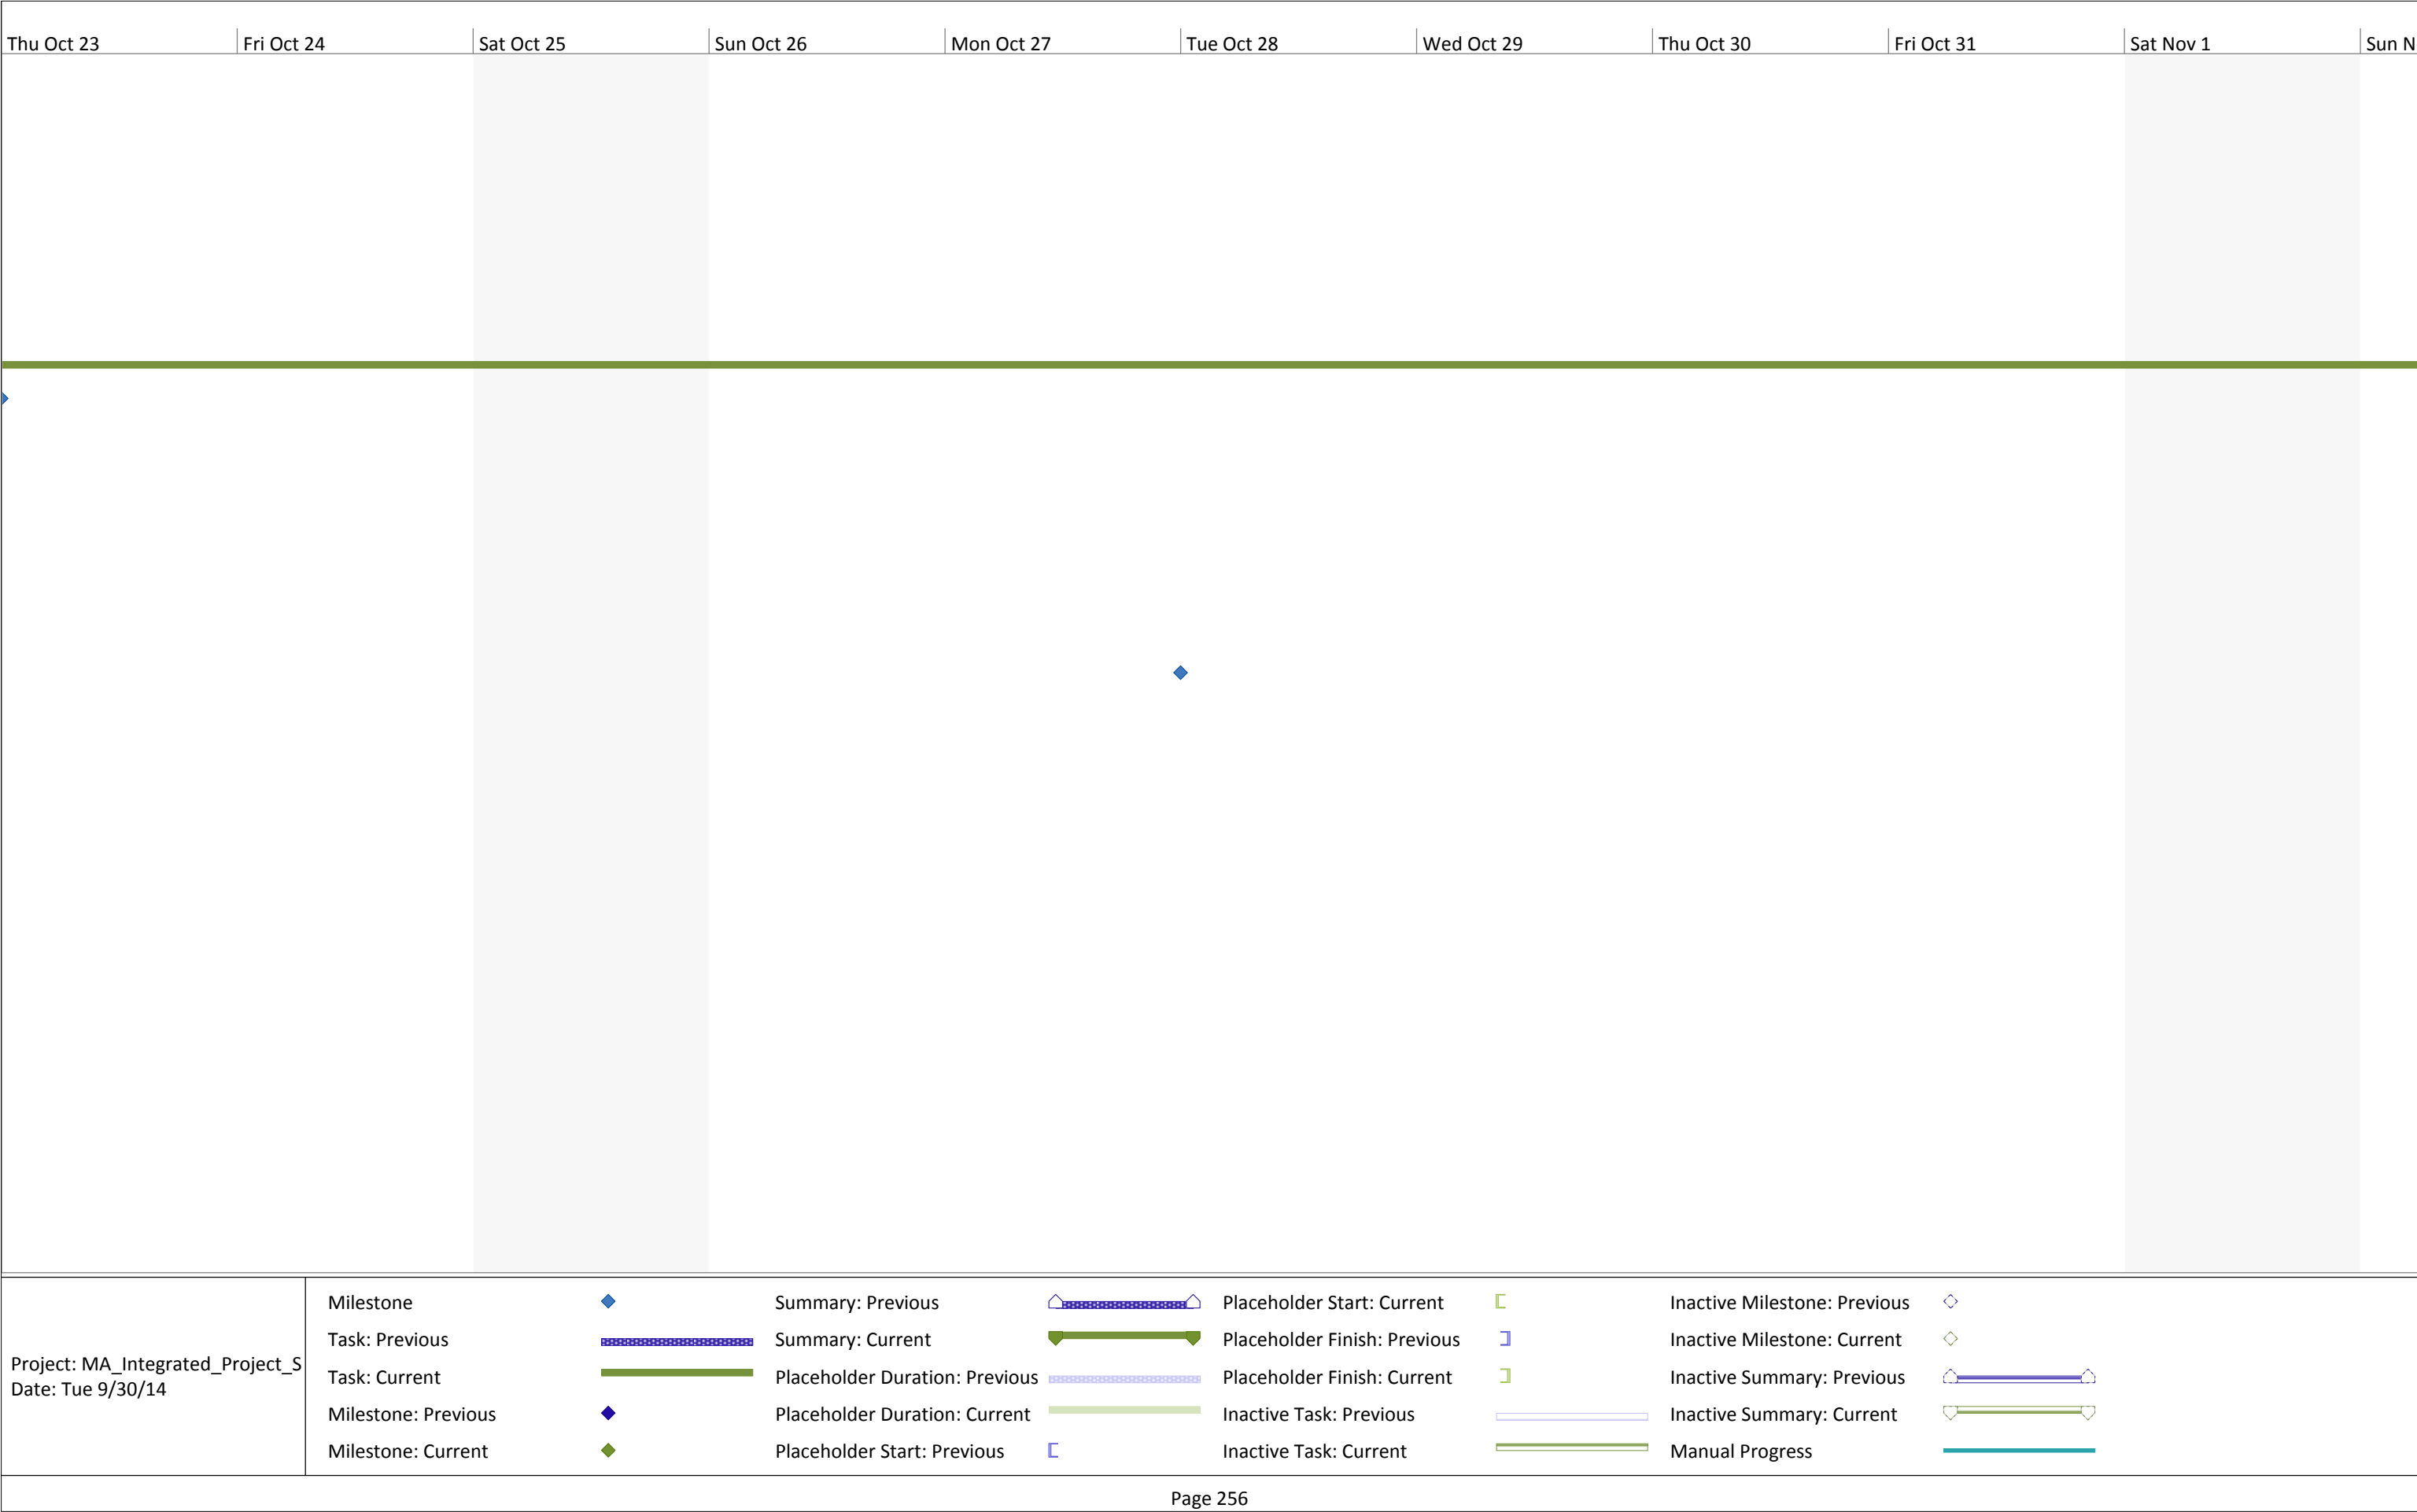 Thu Oct 23 Fri Oct 24 Sat Oct 25 Sun Oct 26 Mon Oct 27 Tue Oct 28 Wed Oct 29 Thu Oct 30 Fri Oct 31 Sat Nov 1 Sun N
Project: MA_Integrated_Project_S
Date: Tue 9/30/14
Milestone
Task: Previous
Task: Current
Milestone: Previous
Milestone: Current
Summary: Previous
Summary: Current
Placeholder Duration: Previous
Placeholder Duration: Current
Placeholder Start: Previous
Placeholder Start: Current
Placeholder Finish: Previous
Placeholder Finish: Current
Inactive Task: Previous
Inactive Task: Current
Inactive Milestone: Previous
Inactive Milestone: Current
Inactive Summary: Previous
Inactive Summary: Current
Manual Progress
Page 256